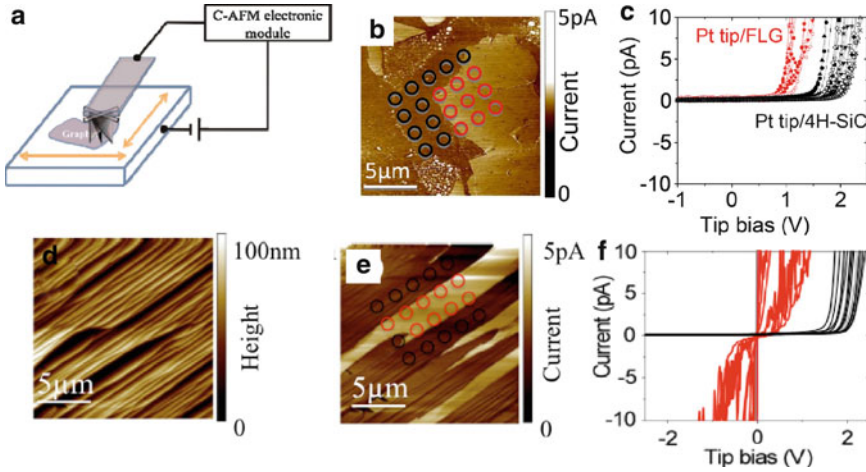 a
C-AFM electronic
module
b
5pA
Current
0
5μm
c
Current (pA)
10
5
0
-5
-10
Pt tip/FLG
Pt tip/4H-SiC
-1
0
1
2
Tip bias (V)
d
100nm
Height
0
5μm
e
5pA
Current
0
5μm
f
Current (pA)
10
5
0
-5
-10
-2
0
2
Tip bias (V)